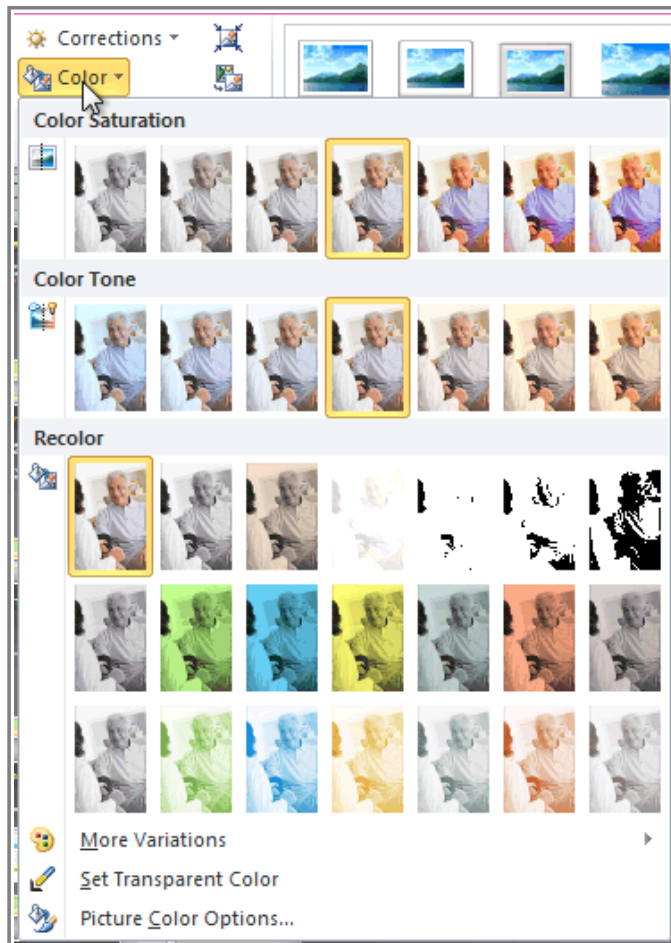 Corrections
Color
Color Saturation
Color Tone
Recolor
More Variations
Set Transparent Color
Picture Color Options...